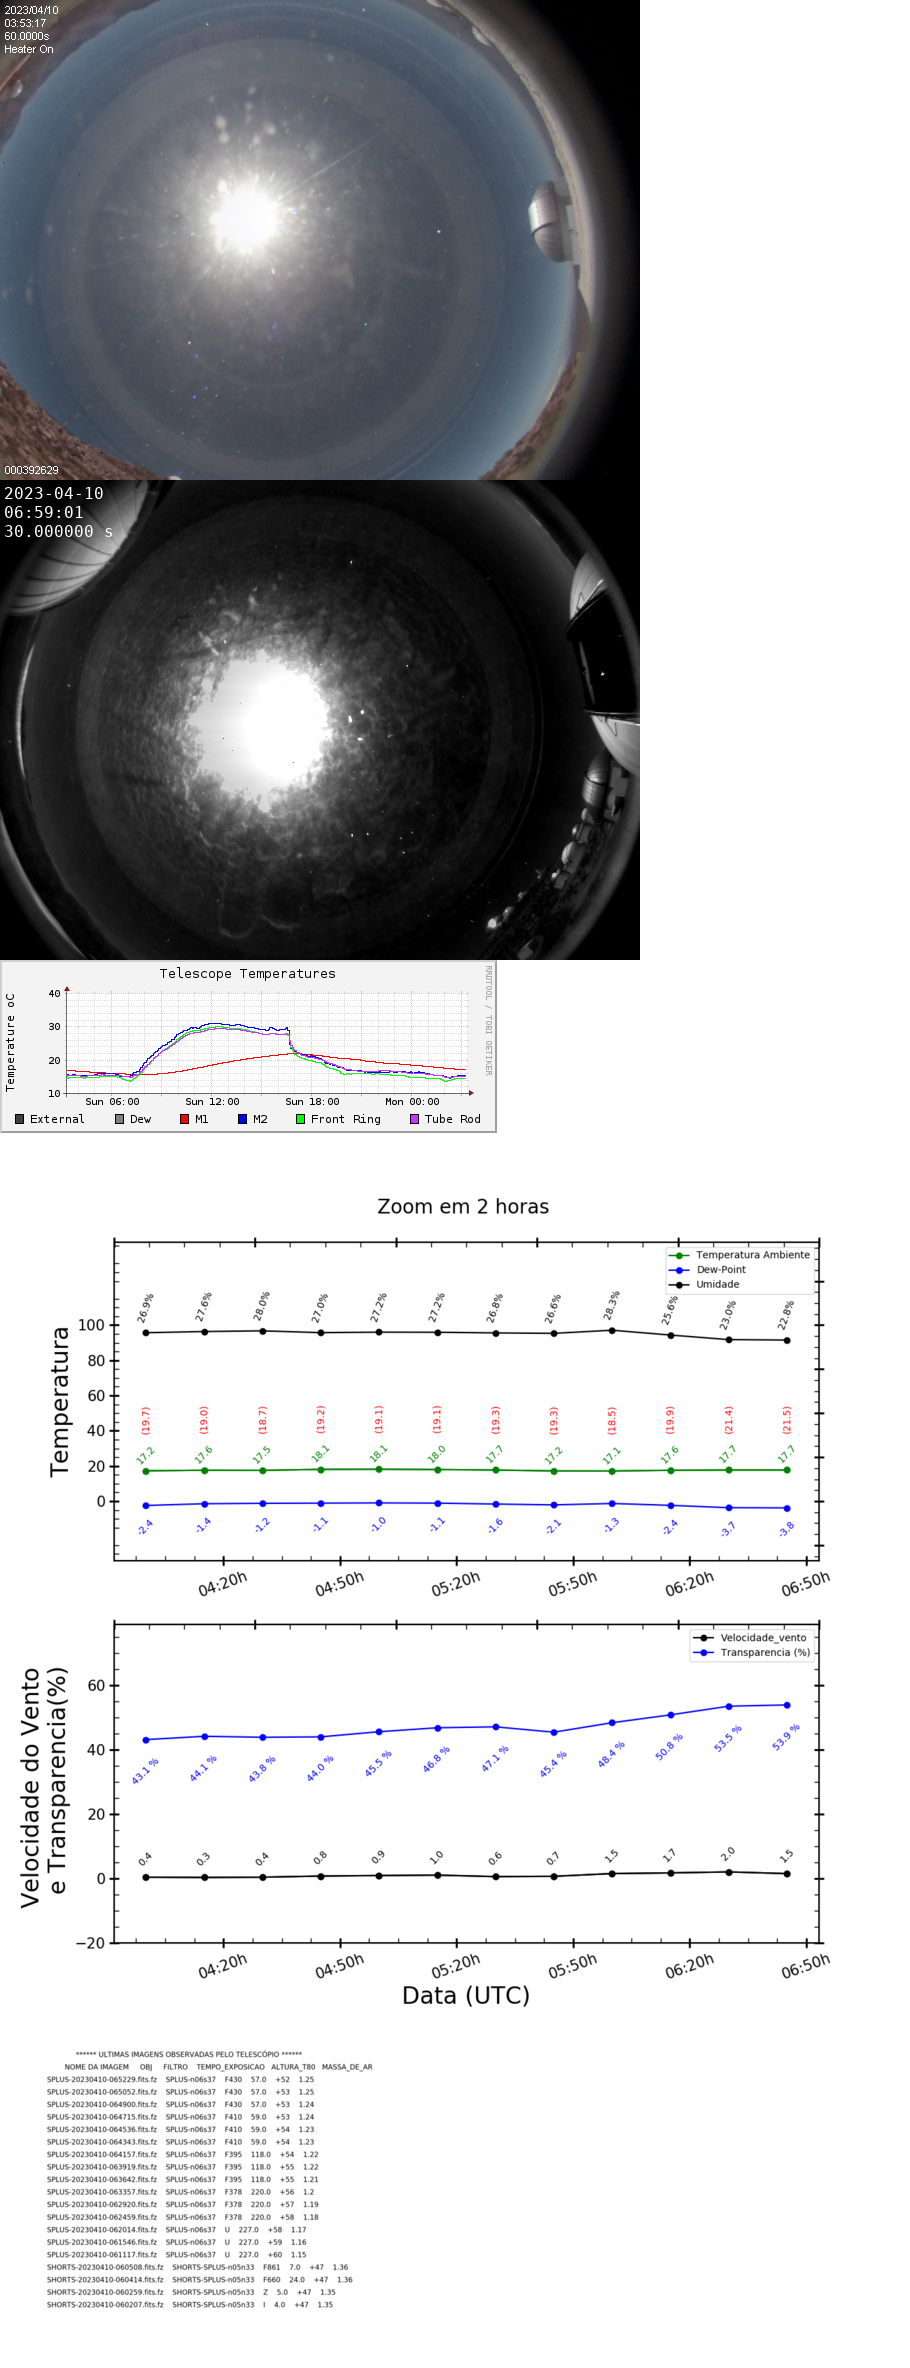 2023/04/10
03:53:17
60.0000s
Heater On
000392629
2023-04-10
06:59:01
30.000000 s
Telescope Temperatures
RRDTOOL / TOBI OETIKER
Temperature oC
40
30
20
10
Sun 06:00 Sun 12:00 Sun 18:00 Mon 00:00
External Dew M1 M2 Front Ring Tube Rod
Zoom em 2 horas
Temperatura Ambiente
Dew-Point
Umidade
Temperatura
100
80
60
40
20
0
26.9% 27.6% 28.0% 27.0% 27.2% 27.2% 26.8% 26.6% 28.3% 25.6% 23.0% 22.8%
(19.7) (19.0) (18.7) (19.2) (19.1) (19.1) (19.3) (19.3) (18.5) (19.9) (21.4) (21.5)
17.2 17.6 17.5 18.1 18.1 18.0 17.7 17.2 17.1 17.6 17.7 17.7
-2.4 -1.4 -1.2 -1.1 -1.0 -1.1 -1.6 -2.1 -1.3 -2.4 -3.7 -3.8
04:20h 04:50h 05:20h 05:50h 06:20h 06:50h
Velocidade_vento
Transparencia (%)
Velocidade do Vento
e Transparencia(%)
60
40
20
0
−20
43.1 % 44.1 % 43.8 % 44.0 % 45.5 % 46.8 % 47.1 % 45.4 % 48.4 % 50.8 % 53.5 % 53.9 %
0.4 0.3 0.4 0.8 0.9 1.0 0.6 0.7 1.5 1.7 2.0 1.5
04:20h 04:50h 05:20h 05:50h 06:20h 06:50h
Data (UTC)
****** ULTIMAS IMAGENS OBSERVADAS PELO TELESCÓPIO ******
NOME DA IMAGEM OBJ FILTRO TEMPO_EXPOSICAO ALTURA_T80 MASSA_DE_AR
SPLUS-20230410-065229.fits.fz SPLUS-n06s37 F430 57.0 +52 1.25
SPLUS-20230410-065052.fits.fz SPLUS-n06s37 F430 57.0 +53 1.25
SPLUS-20230410-064900.fits.fz SPLUS-n06s37 F430 57.0 +53 1.24
SPLUS-20230410-064715.fits.fz SPLUS-n06s37 F410 59.0 +53 1.24
SPLUS-20230410-064536.fits.fz SPLUS-n06s37 F410 59.0 +54 1.23
SPLUS-20230410-064343.fits.fz SPLUS-n06s37 F410 59.0 +54 1.23
SPLUS-20230410-064157.fits.fz SPLUS-n06s37 F395 118.0 +54 1.22
SPLUS-20230410-063919.fits.fz SPLUS-n06s37 F395 118.0 +55 1.22
SPLUS-20230410-063642.fits.fz SPLUS-n06s37 F395 118.0 +55 1.21
SPLUS-20230410-063357.fits.fz SPLUS-n06s37 F378 220.0 +56 1.2
SPLUS-20230410-062920.fits.fz SPLUS-n06s37 F378 220.0 +57 1.19
SPLUS-20230410-062459.fits.fz SPLUS-n06s37 F378 220.0 +58 1.18
SPLUS-20230410-062014.fits.fz SPLUS-n06s37 U 227.0 +58 1.17
SPLUS-20230410-061546.fits.fz SPLUS-n06s37 U 227.0 +59 1.16
SPLUS-20230410-061117.fits.fz SPLUS-n06s37 U 227.0 +60 1.15
SHORTS-20230410-060508.fits.fz SHORTS-SPLUS-n05n33 F861 7.0 +47 1.36
SHORTS-20230410-060414.fits.fz SHORTS-SPLUS-n05n33 F660 24.0 +47 1.36
SHORTS-20230410-060259.fits.fz SHORTS-SPLUS-n05n33 Z 5.0 +47 1.35
SHORTS-20230410-060207.fits.fz SHORTS-SPLUS-n05n33 I 4.0 +47 1.35